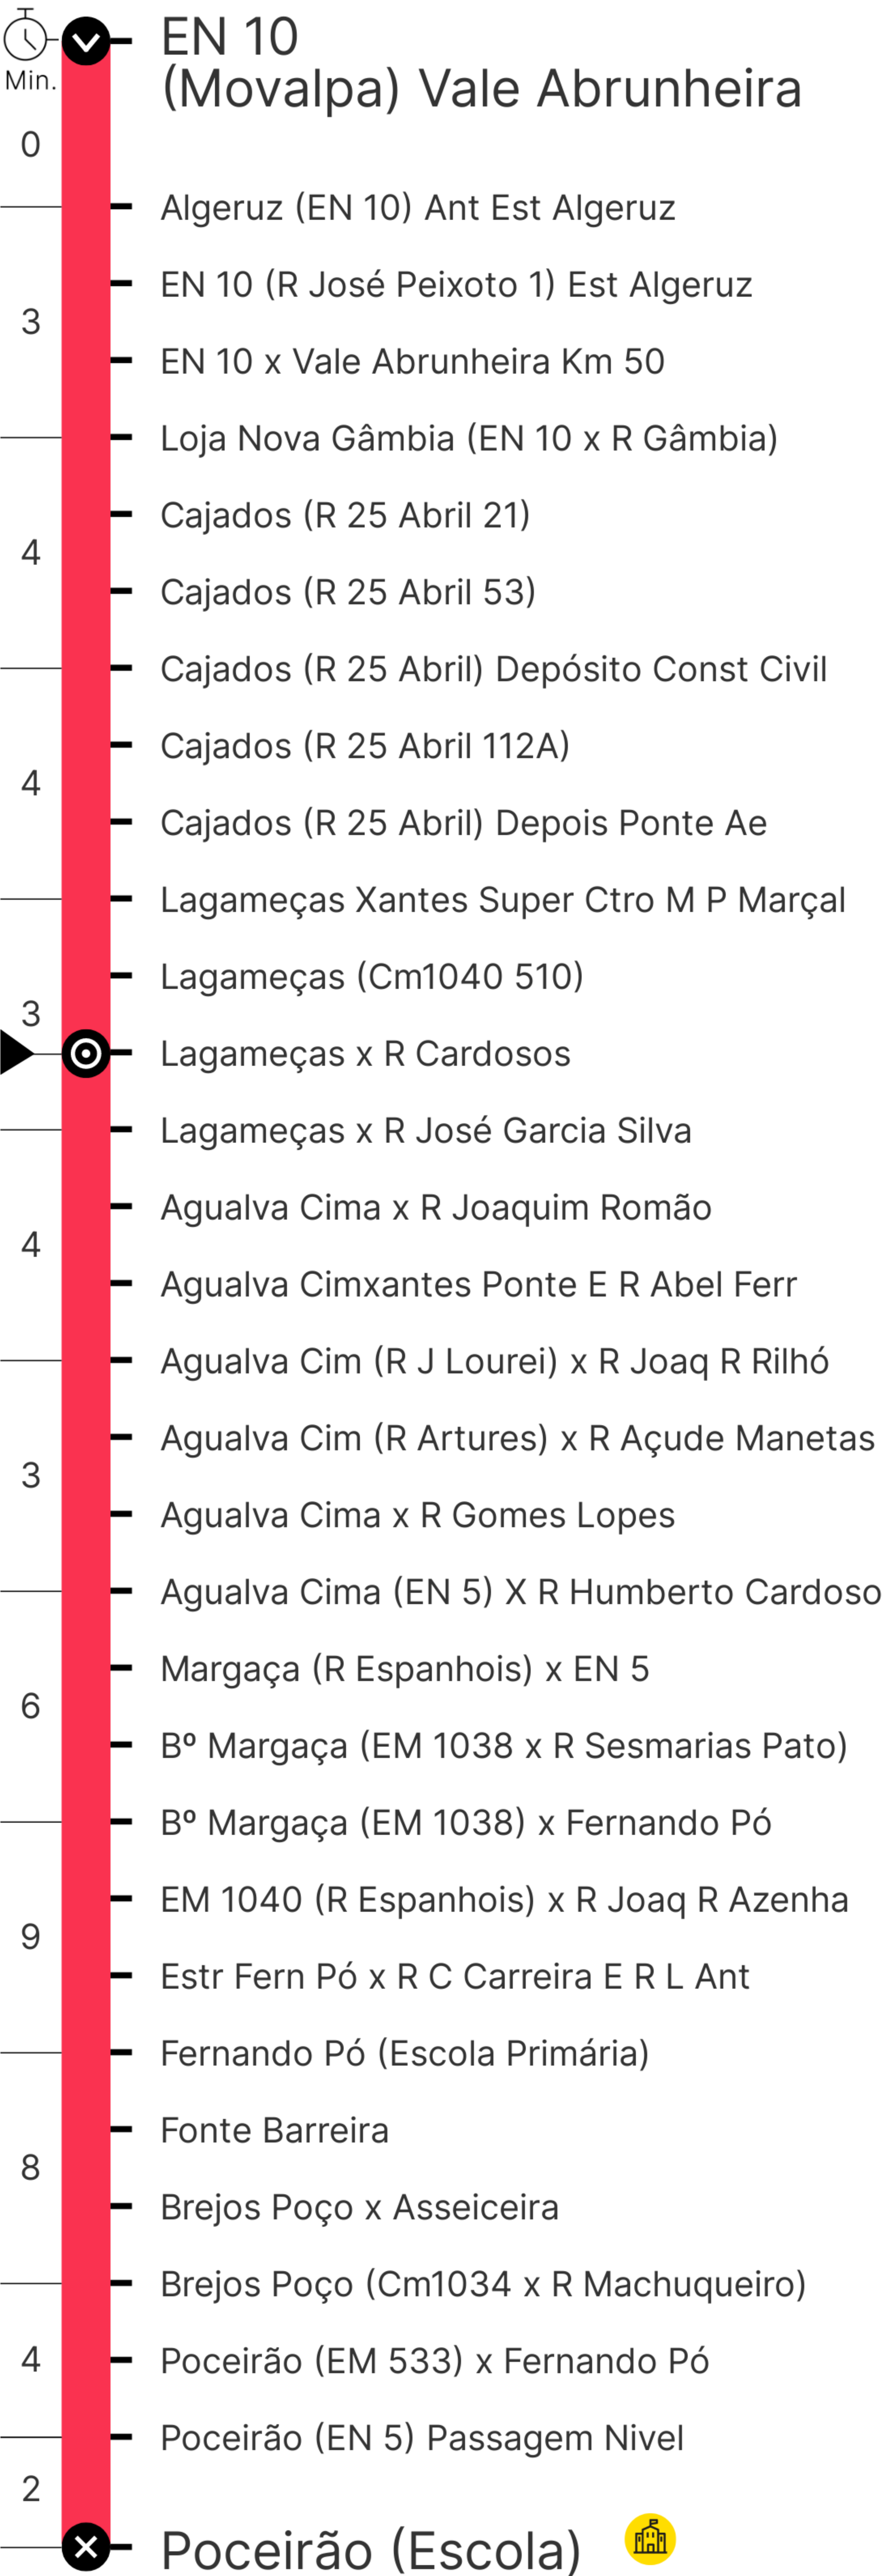 EN 10
(Movalpa) Vale Abrunheira
Min.
0
Algeruz (EN 10) Ant Est Algeruz
EN 10 (R José Peixoto 1) Est Algeruz
3
EN 10 x Vale Abrunheira Km 50
Loja Nova Gâmbia (EN 10 x R Gâmbia)
Cajados (R 25 Abril 21)
4
Cajados (R 25 Abril 53)
Cajados (R 25 Abril) Depósito Const Civil
Cajados (R 25 Abril 112A)
4
Cajados (R 25 Abril) Depois Ponte Ae
Lagameças Xantes Super Ctro M P Marçal
Lagameças (Cm1040 510)
3
Lagameças x R Cardosos
Lagameças x R José Garcia Silva
Agualva Cima x R Joaquim Romão
4
Agualva Cimxantes Ponte E R Abel Ferr
Agualva Cim (R J Lourei) x R Joaq R Rilhó
Agualva Cim (R Artures) x R Açude Manetas
3
Agualva Cima x R Gomes Lopes
Agualva Cima (EN 5) X R Humberto Cardoso
Margaça (R Espanhois) x EN 5
6
Bº Margaça (EM 1038 x R Sesmarias Pato)
Bº Margaça (EM 1038) x Fernando Pó
EM 1040 (R Espanhois) x R Joaq R Azenha
9
Estr Fern Pó x R C Carreira E R L Ant
Fernando Pó (Escola Primária)
Fonte Barreira
8
Brejos Poço x Asseiceira
Brejos Poço (Cm1034 x R Machuqueiro)
4
Poceirão (EM 533) x Fernando Pó
Poceirão (EN 5) Passagem Nivel
2
Poceirão (Escola)